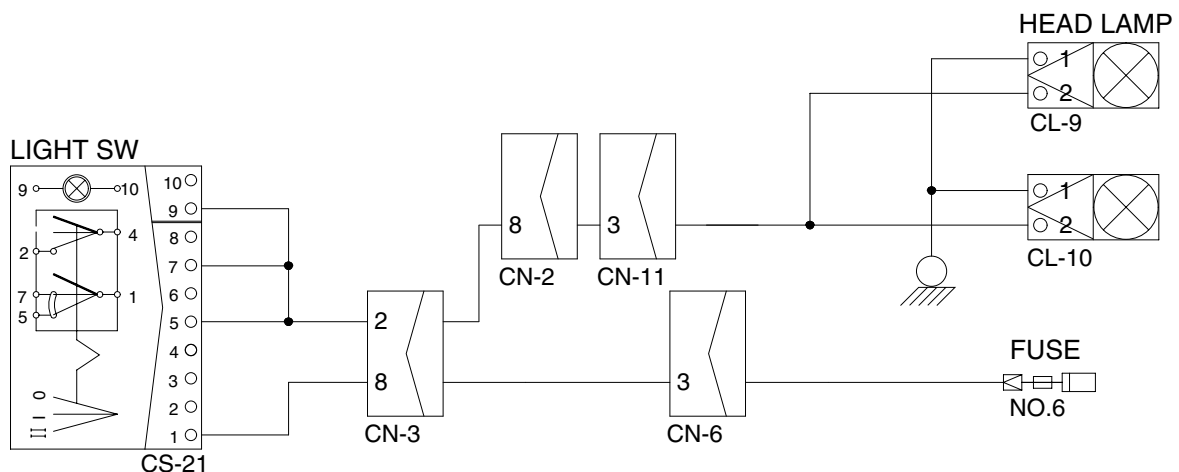 HEAD LAMP
1
2
CL-9
LIGHT SW
9
10
4
2
7
1
5
0
I
II
10
9
8
7
6
5
4
3
2
1
CS-21
2
8
CN-3
8
CN-2
3
CN-11
3
CN-6
1
2
CL-10
FUSE
NO.6